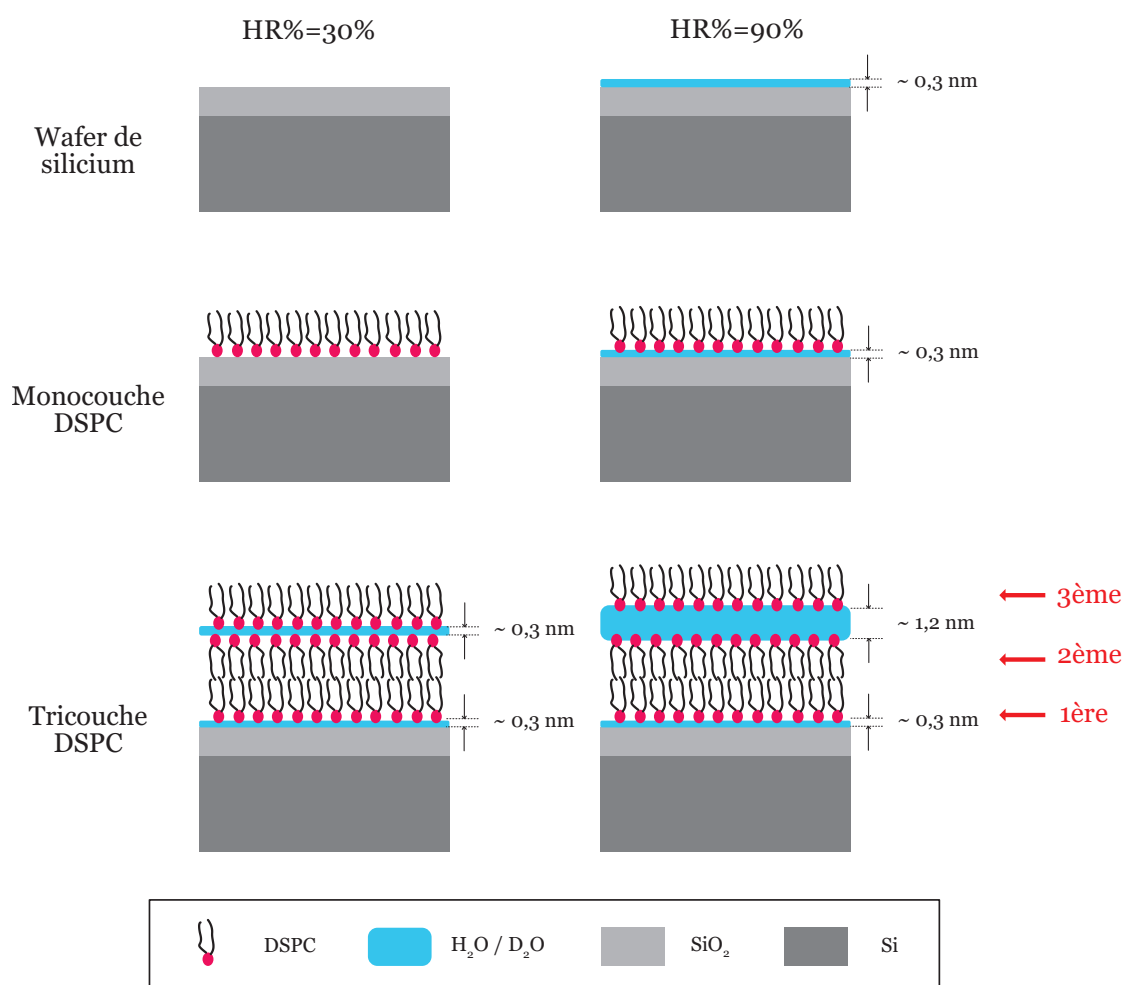 HR%=30%
HR%=90%
~ 0,3 nm
Wafer de
silicium
~ 0,3 nm
Monocouche
DSPC
3ème
~ 0,3 nm
~ 1,2 nm
2ème
Tricouche
DSPC
~ 0,3 nm
~ 0,3 nm
1ère
DSPC
H₂O / D₂O
SiO₂
Si